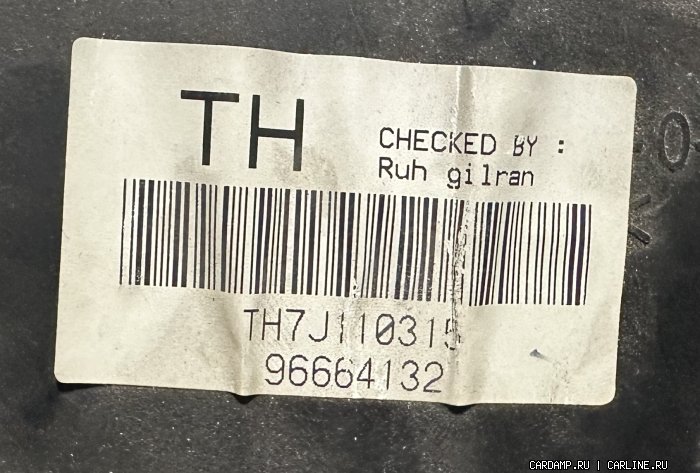 TH
CHECKED BY :
Ruh gilran
TH7J110315
96664132
CARDAMP.RU | CARLINE.RU